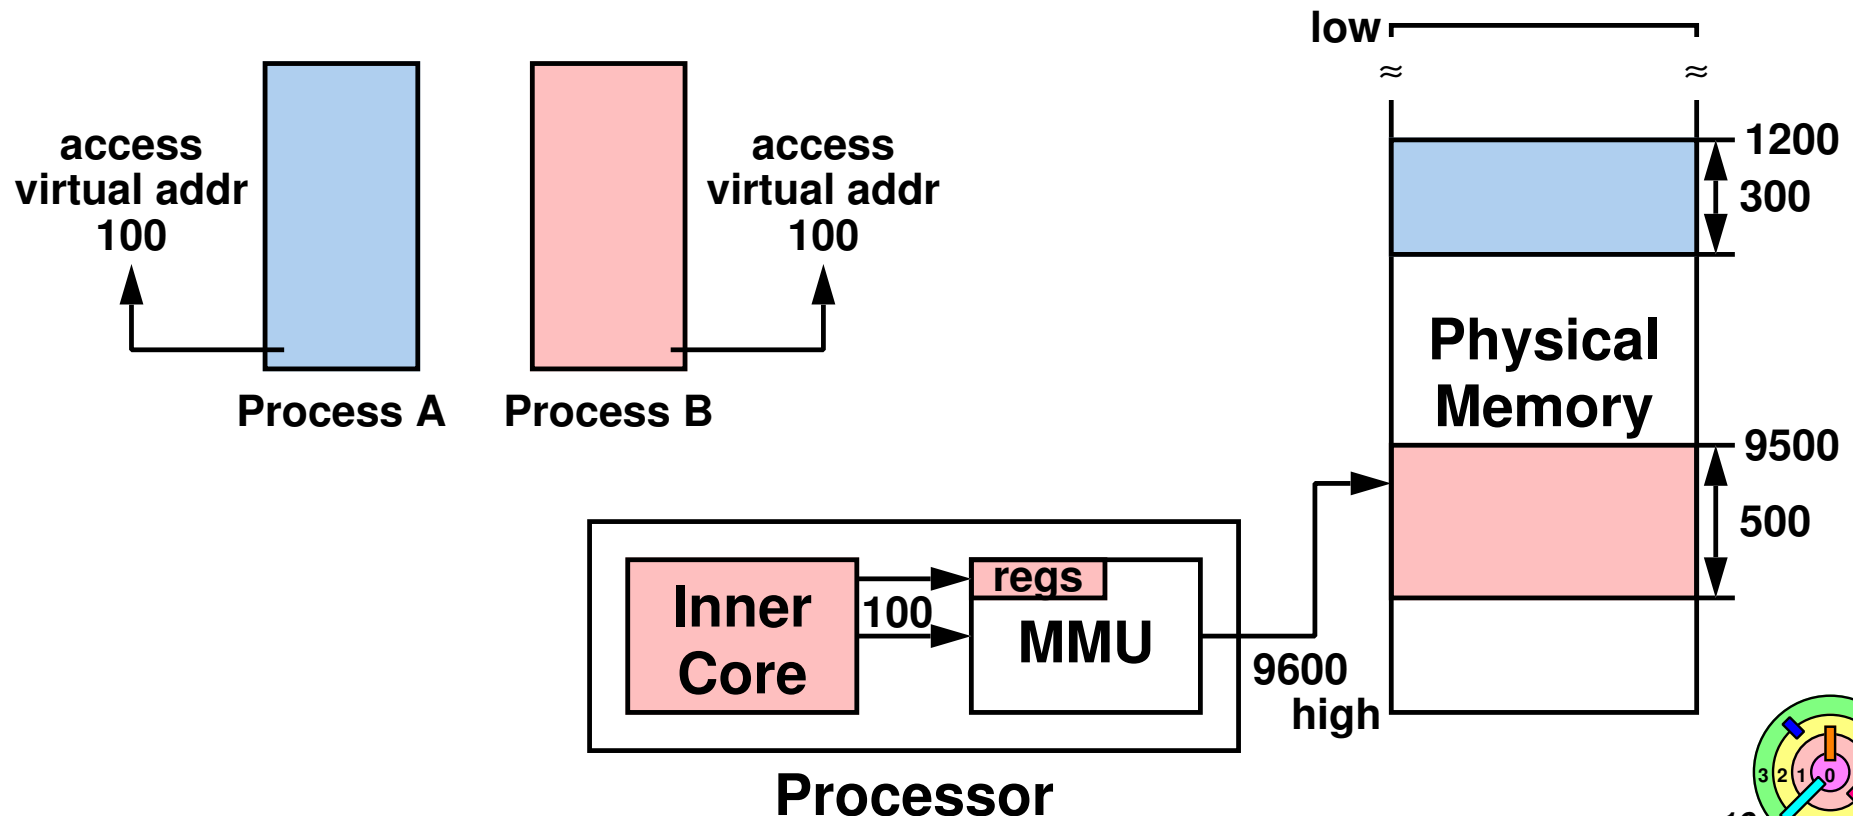 low
≈ ≈
access
virtual addr
100
access
virtual addr
100
1200
300
Process A
Process B
Physical
Memory
9500
500
Inner
Core
100
regs
MMU
9600
high
Processor
3 2 1 0